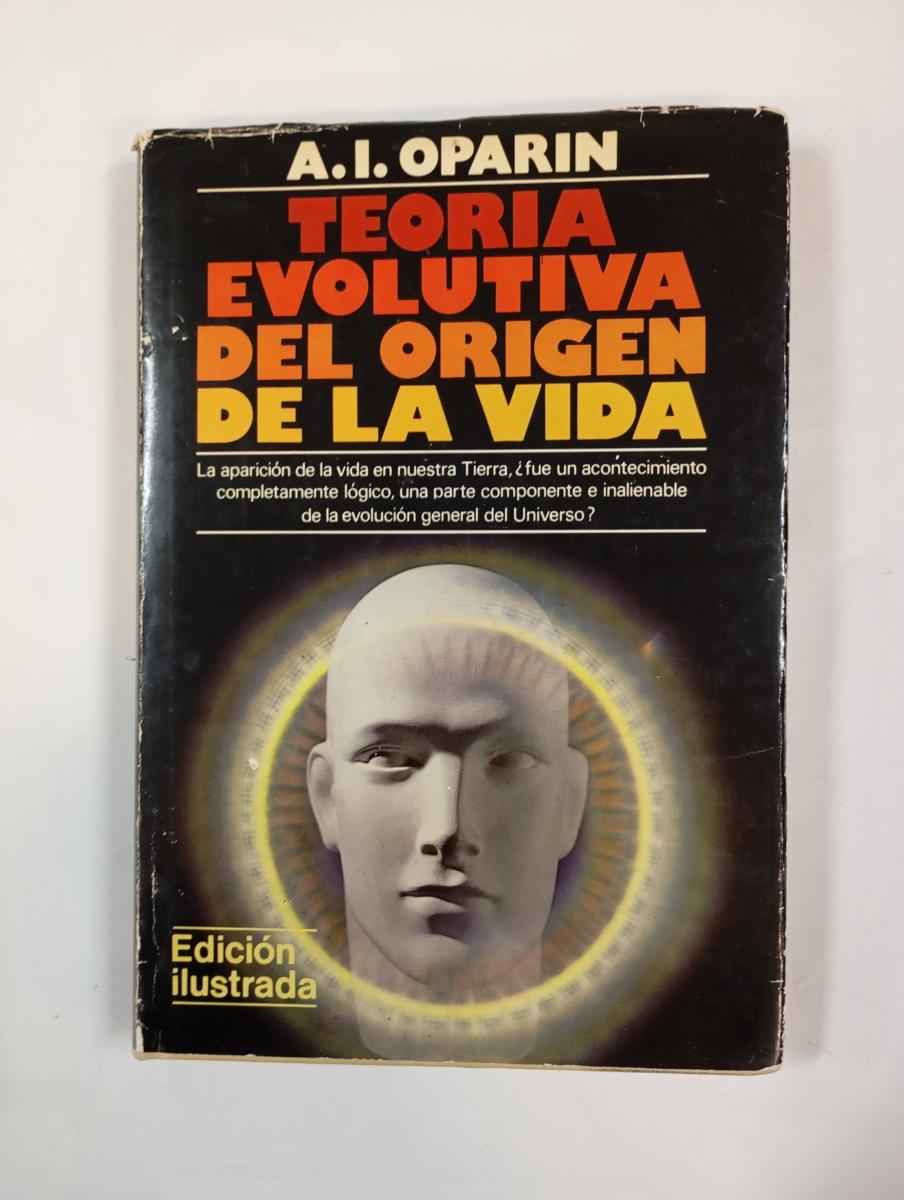 A.I. OPARIN
TEORIA
EVOLUTIVA
DEL ORIGEN
DE LA VIDA
La aparición de la vida en nuestra Tierra, ¿fue un acontecimiento
completamente lógico, una parte componente e inalienable
de la evolución general del Universo?
Edición
ilustrada